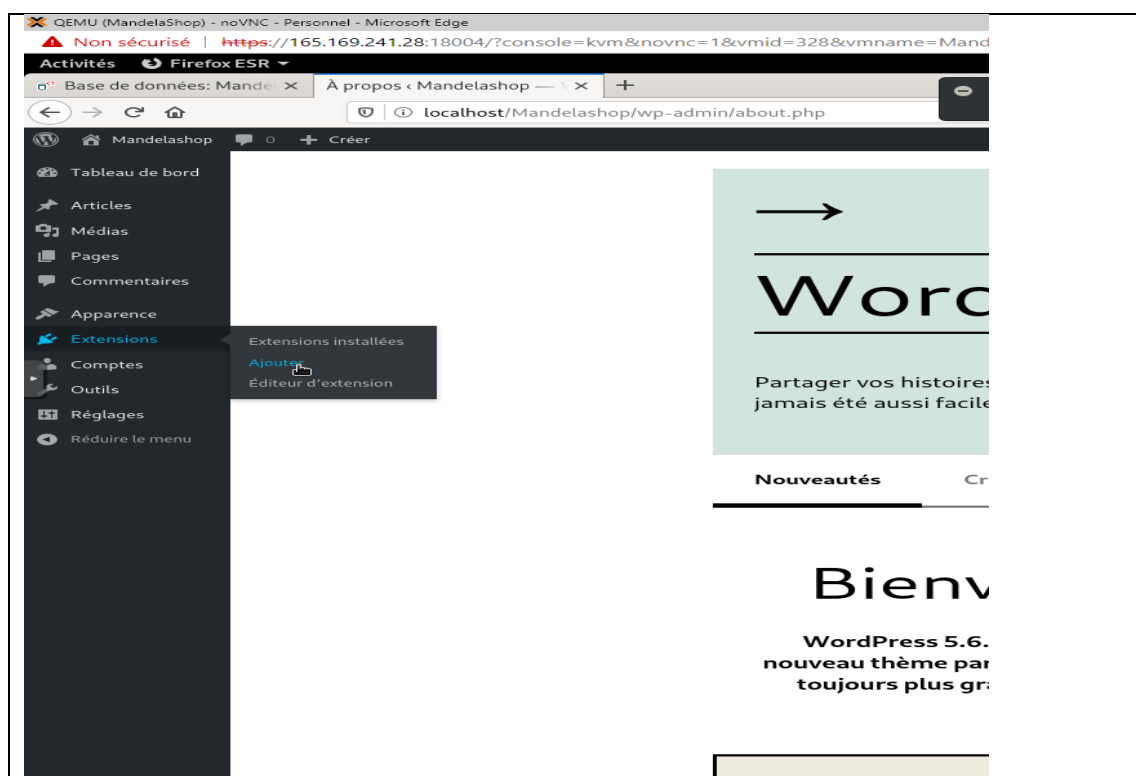 QEMU (MandelaShop) - noVNC - Personnel - Microsoft Edge
Non sécurisé | https://165.169.241.28:18004/?console=kvm&novnc=1&vmid=328&vmname=Mand
Activités Firefox ESR
Base de données: Mande
À propos ‹ Mandelashop —
localhost/Mandelashop/wp-admin/about.php
Mandelashop 0 + Créer
Tableau de bord
Articles
Médias
Pages
Commentaires
Apparence
Extensions
Extensions installées
Ajouter
Éditeur d'extension
Comptes
Outils
Réglages
Réduire le menu
→
Word
Partager vos histoires
jamais été aussi facile
Nouveautés Cr
Bienv
WordPress 5.6.
nouveau thème par
toujours plus gra